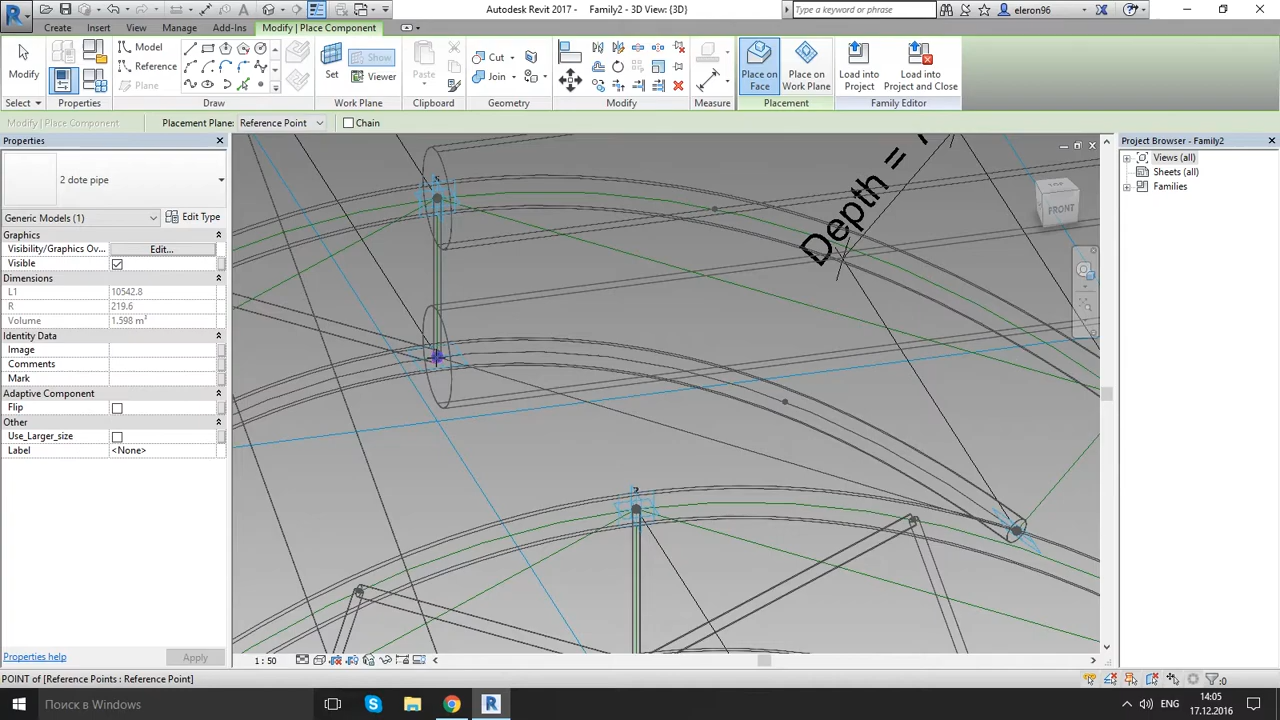 Autodesk Revit 2017 - Family2 - 3D View: {3D}
Type a keyword or phrase
eleron96
Create
Insert
View
Manage
Add-Ins
Modify | Place Component
Modify
Model
Reference
Plane
Set
Show
Viewer
Paste
Cut
Join
Place on Face
Place on Work Plane
Load into Project
Load into Project and Close
Select
Properties
Draw
Work Plane
Clipboard
Geometry
Modify
Measure
Placement
Family Editor
Modify | Place Component
Placement Plane: Reference Point
Chain
Properties
2 dote pipe
Generic Models (1)
Edit Type
Graphics
Visibility/Graphics Ov...
Edit...
Visible
Dimensions
L1 10542.8
R 219.6
Volume 1.598 m³
Identity Data
Image
Comments
Mark
Adaptive Component
Flip
Other
Use_Larger_size
Label <None>
Properties help
Apply
Depth =
2
TOP
FRONT
Project Browser - Family2
Views (all)
Sheets (all)
Families
1 : 50
POINT of [Reference Points : Reference Point]
:0
Поиск в Windows
ENG
14:05
17.12.2016